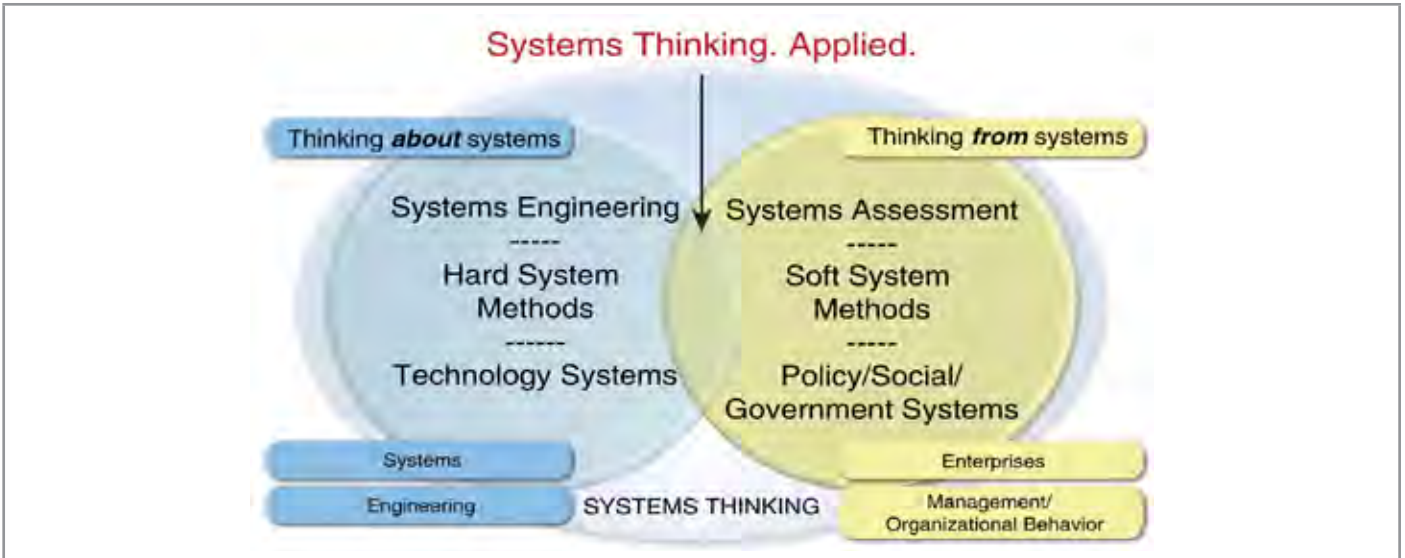 Systems Thinking. Applied.
Thinking about systems
Thinking from systems
Systems Engineering
-----
Hard System
Methods
------
Technology Systems
Systems Assessment
-----
Soft System
Methods
-----
Policy/Social/
Government Systems
Systems
Engineering
SYSTEMS THINKING
Enterprises
Management/
Organizational Behavior